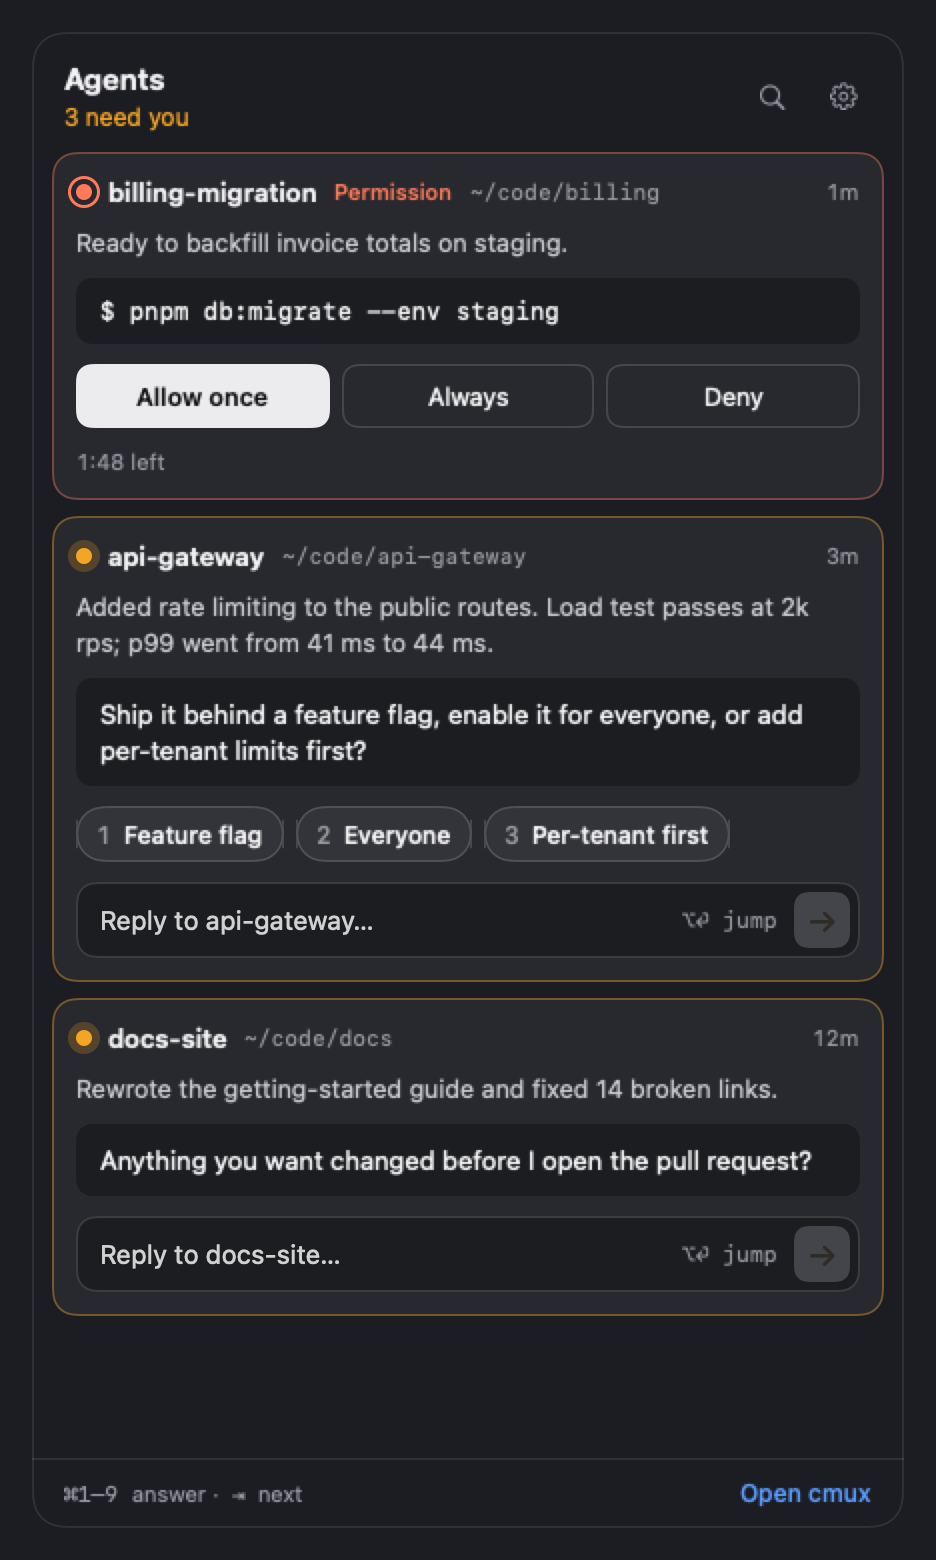 Agents
3 need you
billing-migration Permission ~/code/billing 1m
Ready to backfill invoice totals on staging.
$ pnpm db:migrate --env staging
Allow once Always Deny
1:48 left
api-gateway ~/code/api-gateway 3m
Added rate limiting to the public routes. Load test passes at 2k
rps; p99 went from 41 ms to 44 ms.
Ship it behind a feature flag, enable it for everyone, or add
per-tenant limits first?
1 Feature flag 2 Everyone 3 Per-tenant first
Reply to api-gateway... ⌥⏎ jump
docs-site ~/code/docs 12m
Rewrote the getting-started guide and fixed 14 broken links.
Anything you want changed before I open the pull request?
Reply to docs-site... ⌥⏎ jump
⌘1–9 answer · ⇥ next Open cmux